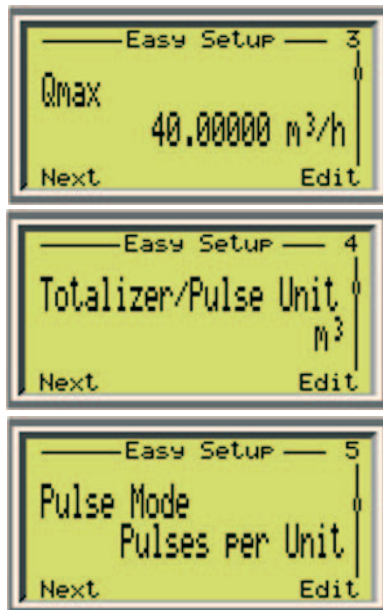 Easy Setup 3
Qmax
40.00000 m³/h
Next Edit
Easy Setup 4
Totalizer/Pulse Unit
m³
Next Edit
Easy Setup 5
Pulse Mode
Pulses per Unit
Next Edit